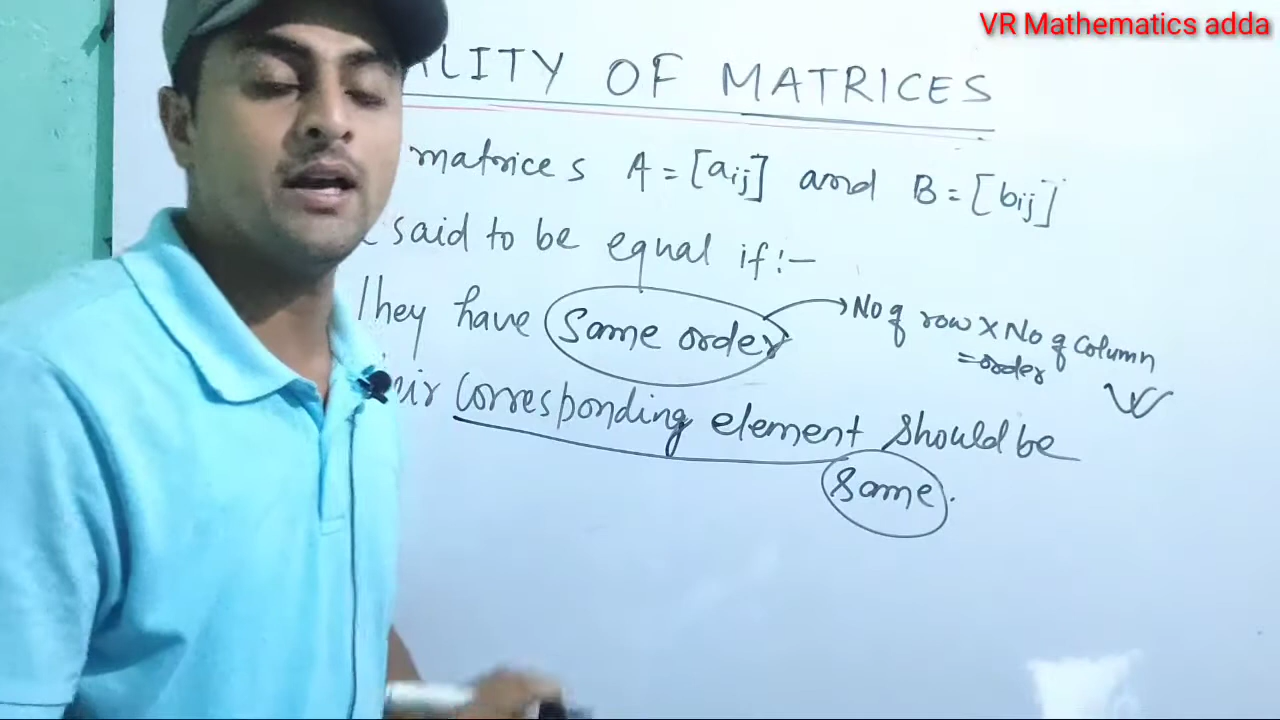 VR Mathematics adda
ALITY OF MATRICES
matrices A = [aij] and B = [bij]
said to be equal if :-
They have Same order → No of row X No of Column
= order
eir corresponding element should be
Same.